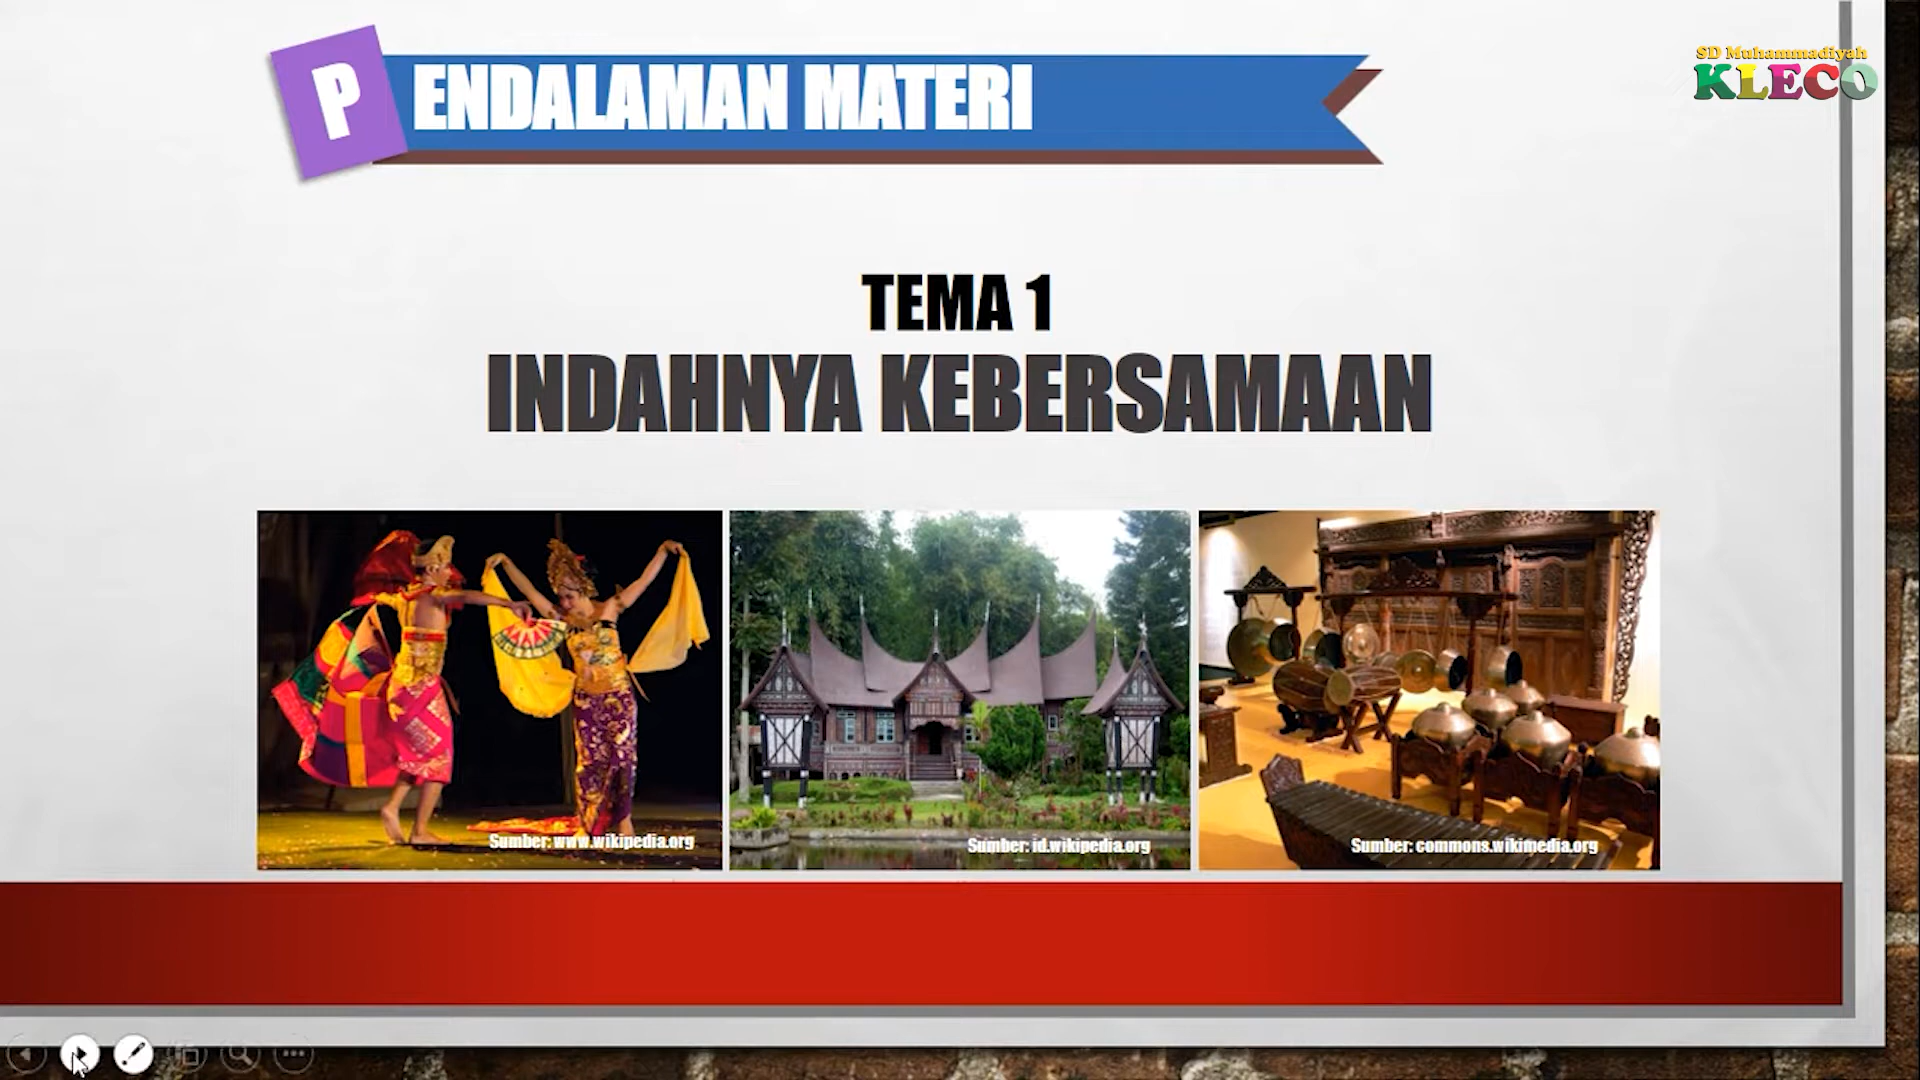 PENDALAMAN MATERI
SD Muhammadiyah
KLECO
TEMA 1
INDAHNYA KEBERSAMAAN
Sumber: www.wikipedia.org
Sumber: id.wikipedia.org
Sumber: commons.wikimedia.org